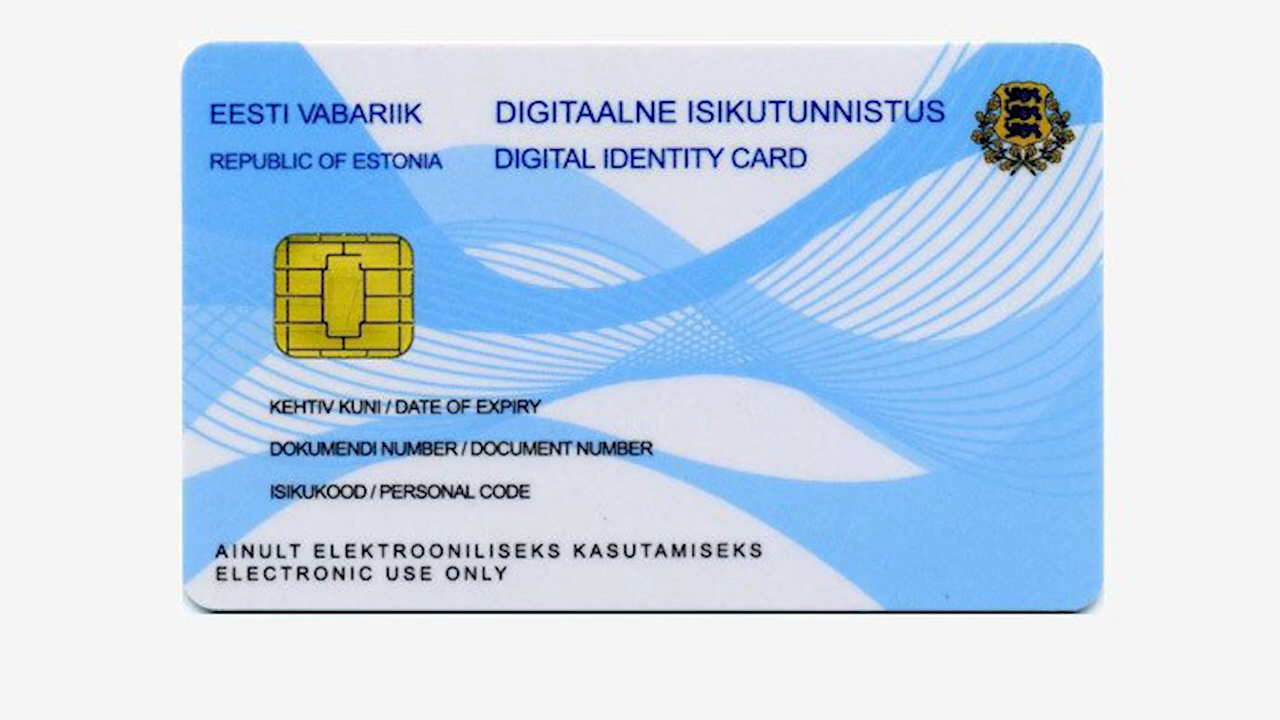 EESTI VABARIIK
DIGITAALNE ISIKUTUNNISTUS
REPUBLIC OF ESTONIA
DIGITAL IDENTITY CARD
KEHTIV KUNI / DATE OF EXPIRY
DOKUMENDI NUMBER / DOCUMENT NUMBER
ISIKUKOOD / PERSONAL CODE
AINULT ELEKTROONILISEKS KASUTAMISEKS
ELECTRONIC USE ONLY